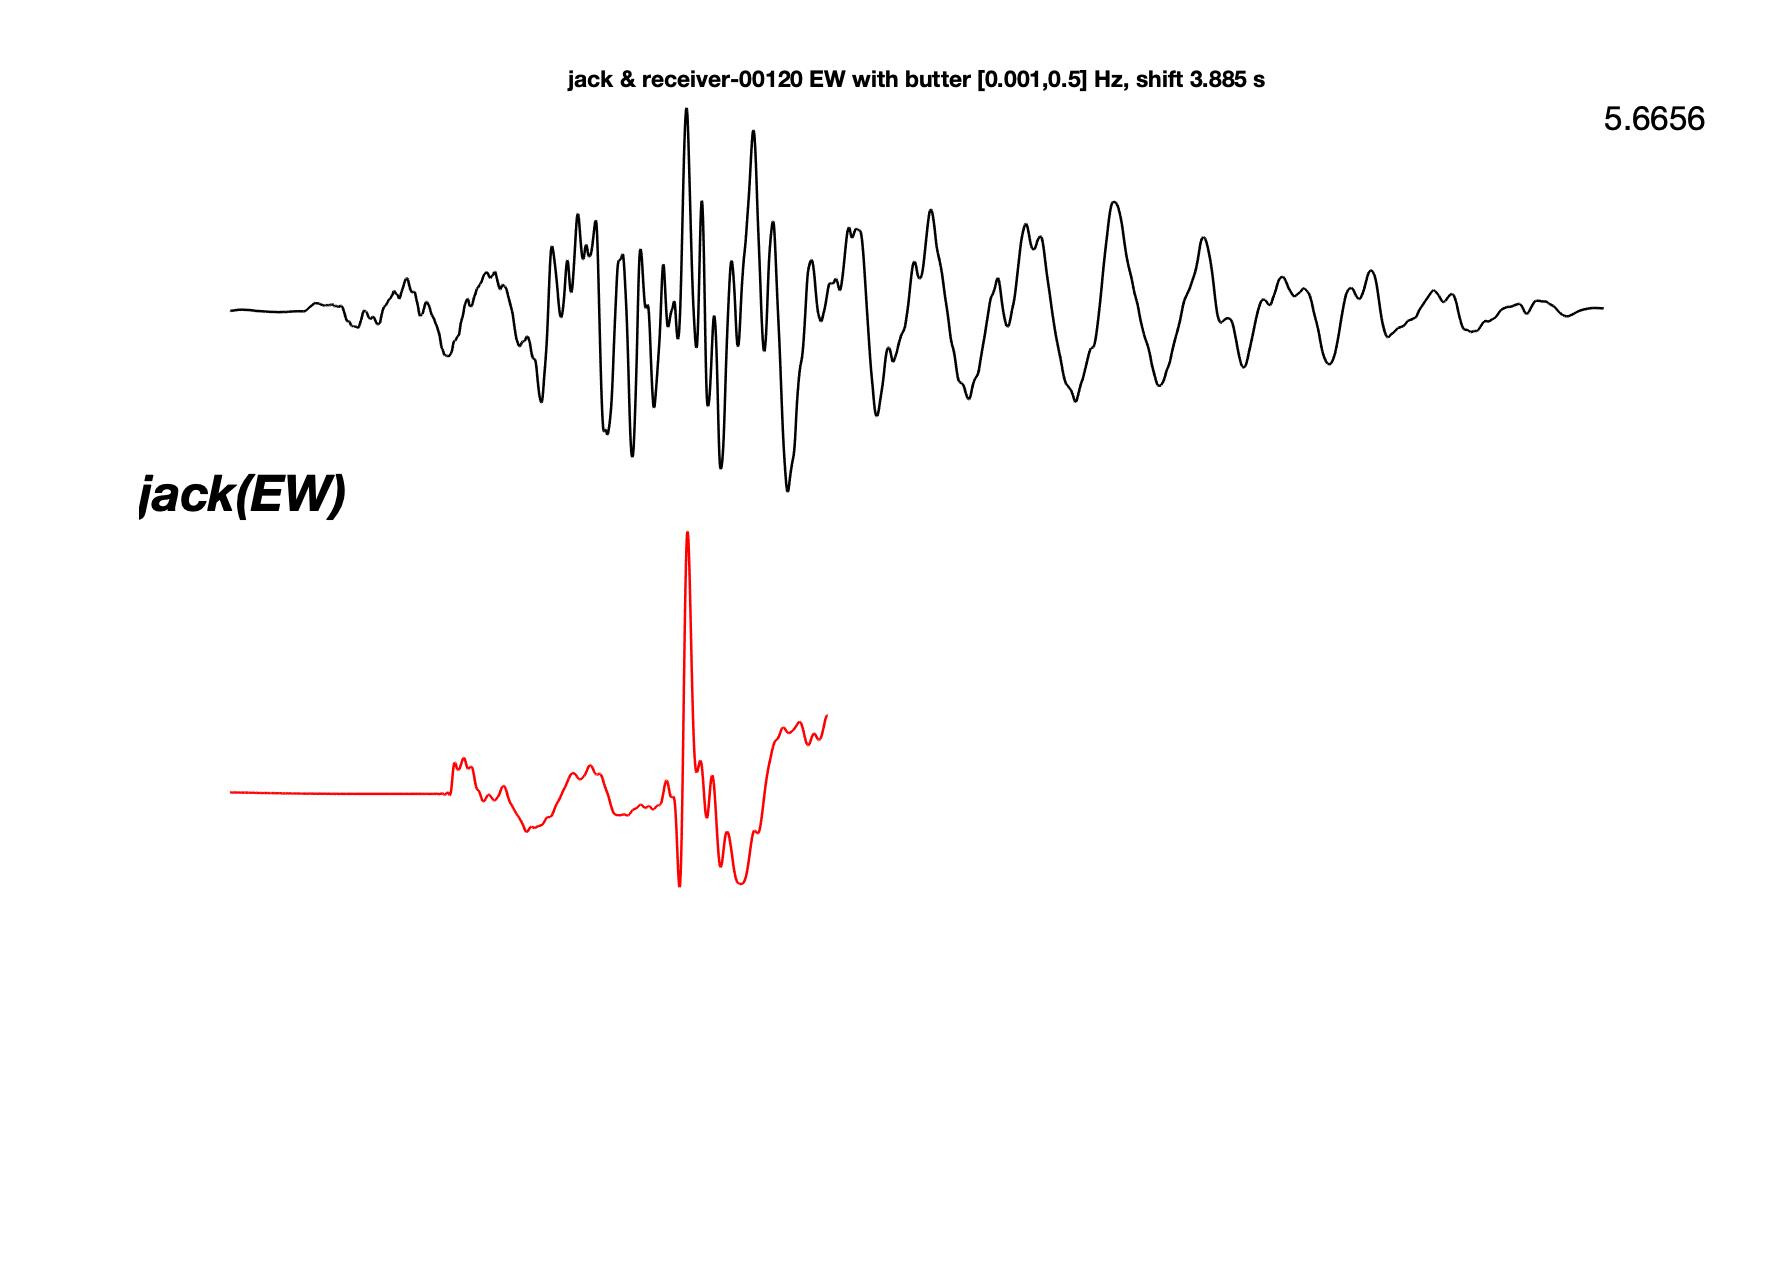 jack & receiver-00120 EW with butter [0.001,0.5] Hz, shift 3.885 s
5.6656
jack(EW)